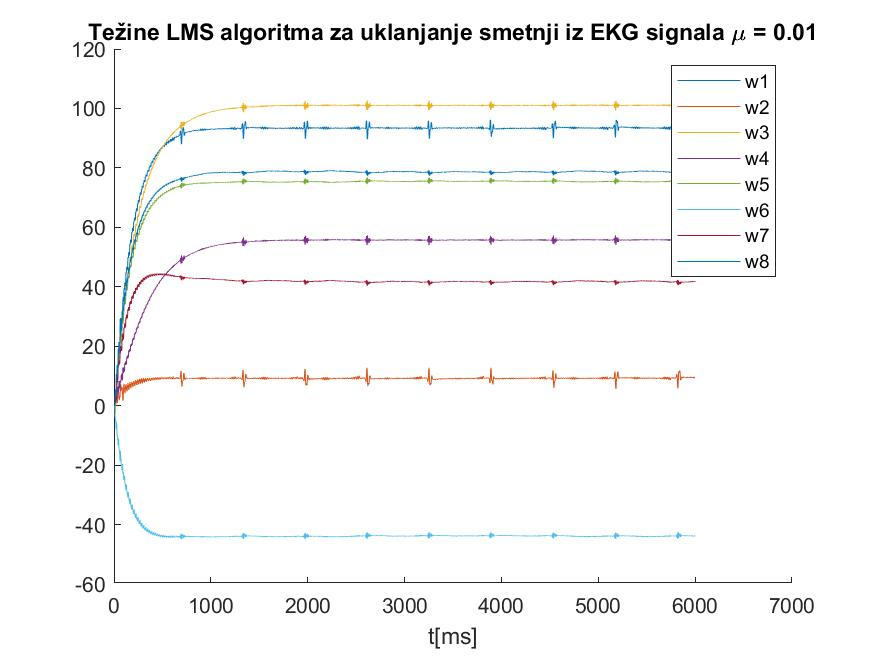 Težine LMS algoritma za uklanjanje smetnji iz EKG signala μ = 0.01
120
100
80
60
40
20
0
-20
-40
-60
0 1000 2000 3000 4000 5000 6000 7000
t[ms]
w1
w2
w3
w4
w5
w6
w7
w8